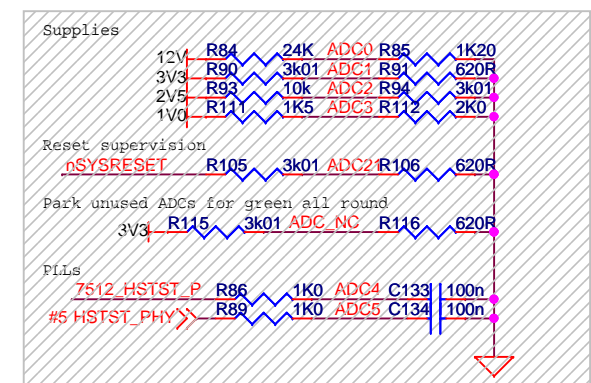 Supplies
12V R84 24K ADC0 R85 1K20
3V3 R90 3k01 ADC1 R91 620R
2V5 R93 10k ADC2 R94 3k01
1V0 R111 1K5 ADC3 R112 2K0
Reset supervision
nSYSRESET R105 3k01 ADC21 R106 620R
Park unused ADCs for green all round
3V3 R115 3k01 ADC_NC R116 620R
PLLs
7512_HSTST_P R86 1K0 ADC4 C133 100n
#5 HSTST_PHY R89 1K0 ADC5 C134 100n